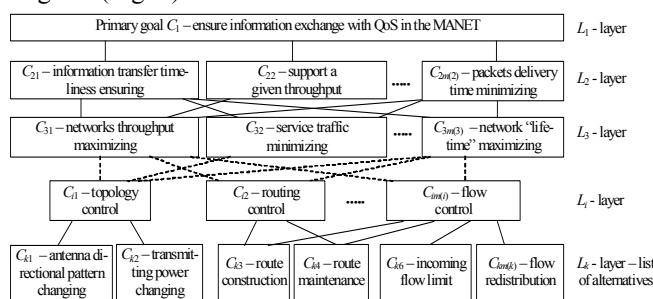 Primary goal C1 – ensure information exchange with QoS in the MANET
L1 - layer
C21 – information transfer time-
liness ensuring
C22 – support a
given throughput
.....
C2m(2) – packets delivery
time minimizing
L2 - layer
C31 – networks throughput
maximizing
C32 – service traffic
minimizing
.....
C3m(3) – network “life-
time” maximizing
L3 - layer
Ci1 – topology
control
Ci2 – routing
control
.....
Cim(i) – flow
control
Li - layer
Ck1 – antenna di-
rectional pattern
changing
Ck2 – transmit-
ting power
changing
Ck3 – route
construction
Ck4 – route
maintenance
Ck6 – incoming
flow limit
Ckm(k) – flow
redistribution
Lk - layer – list
of alternatives